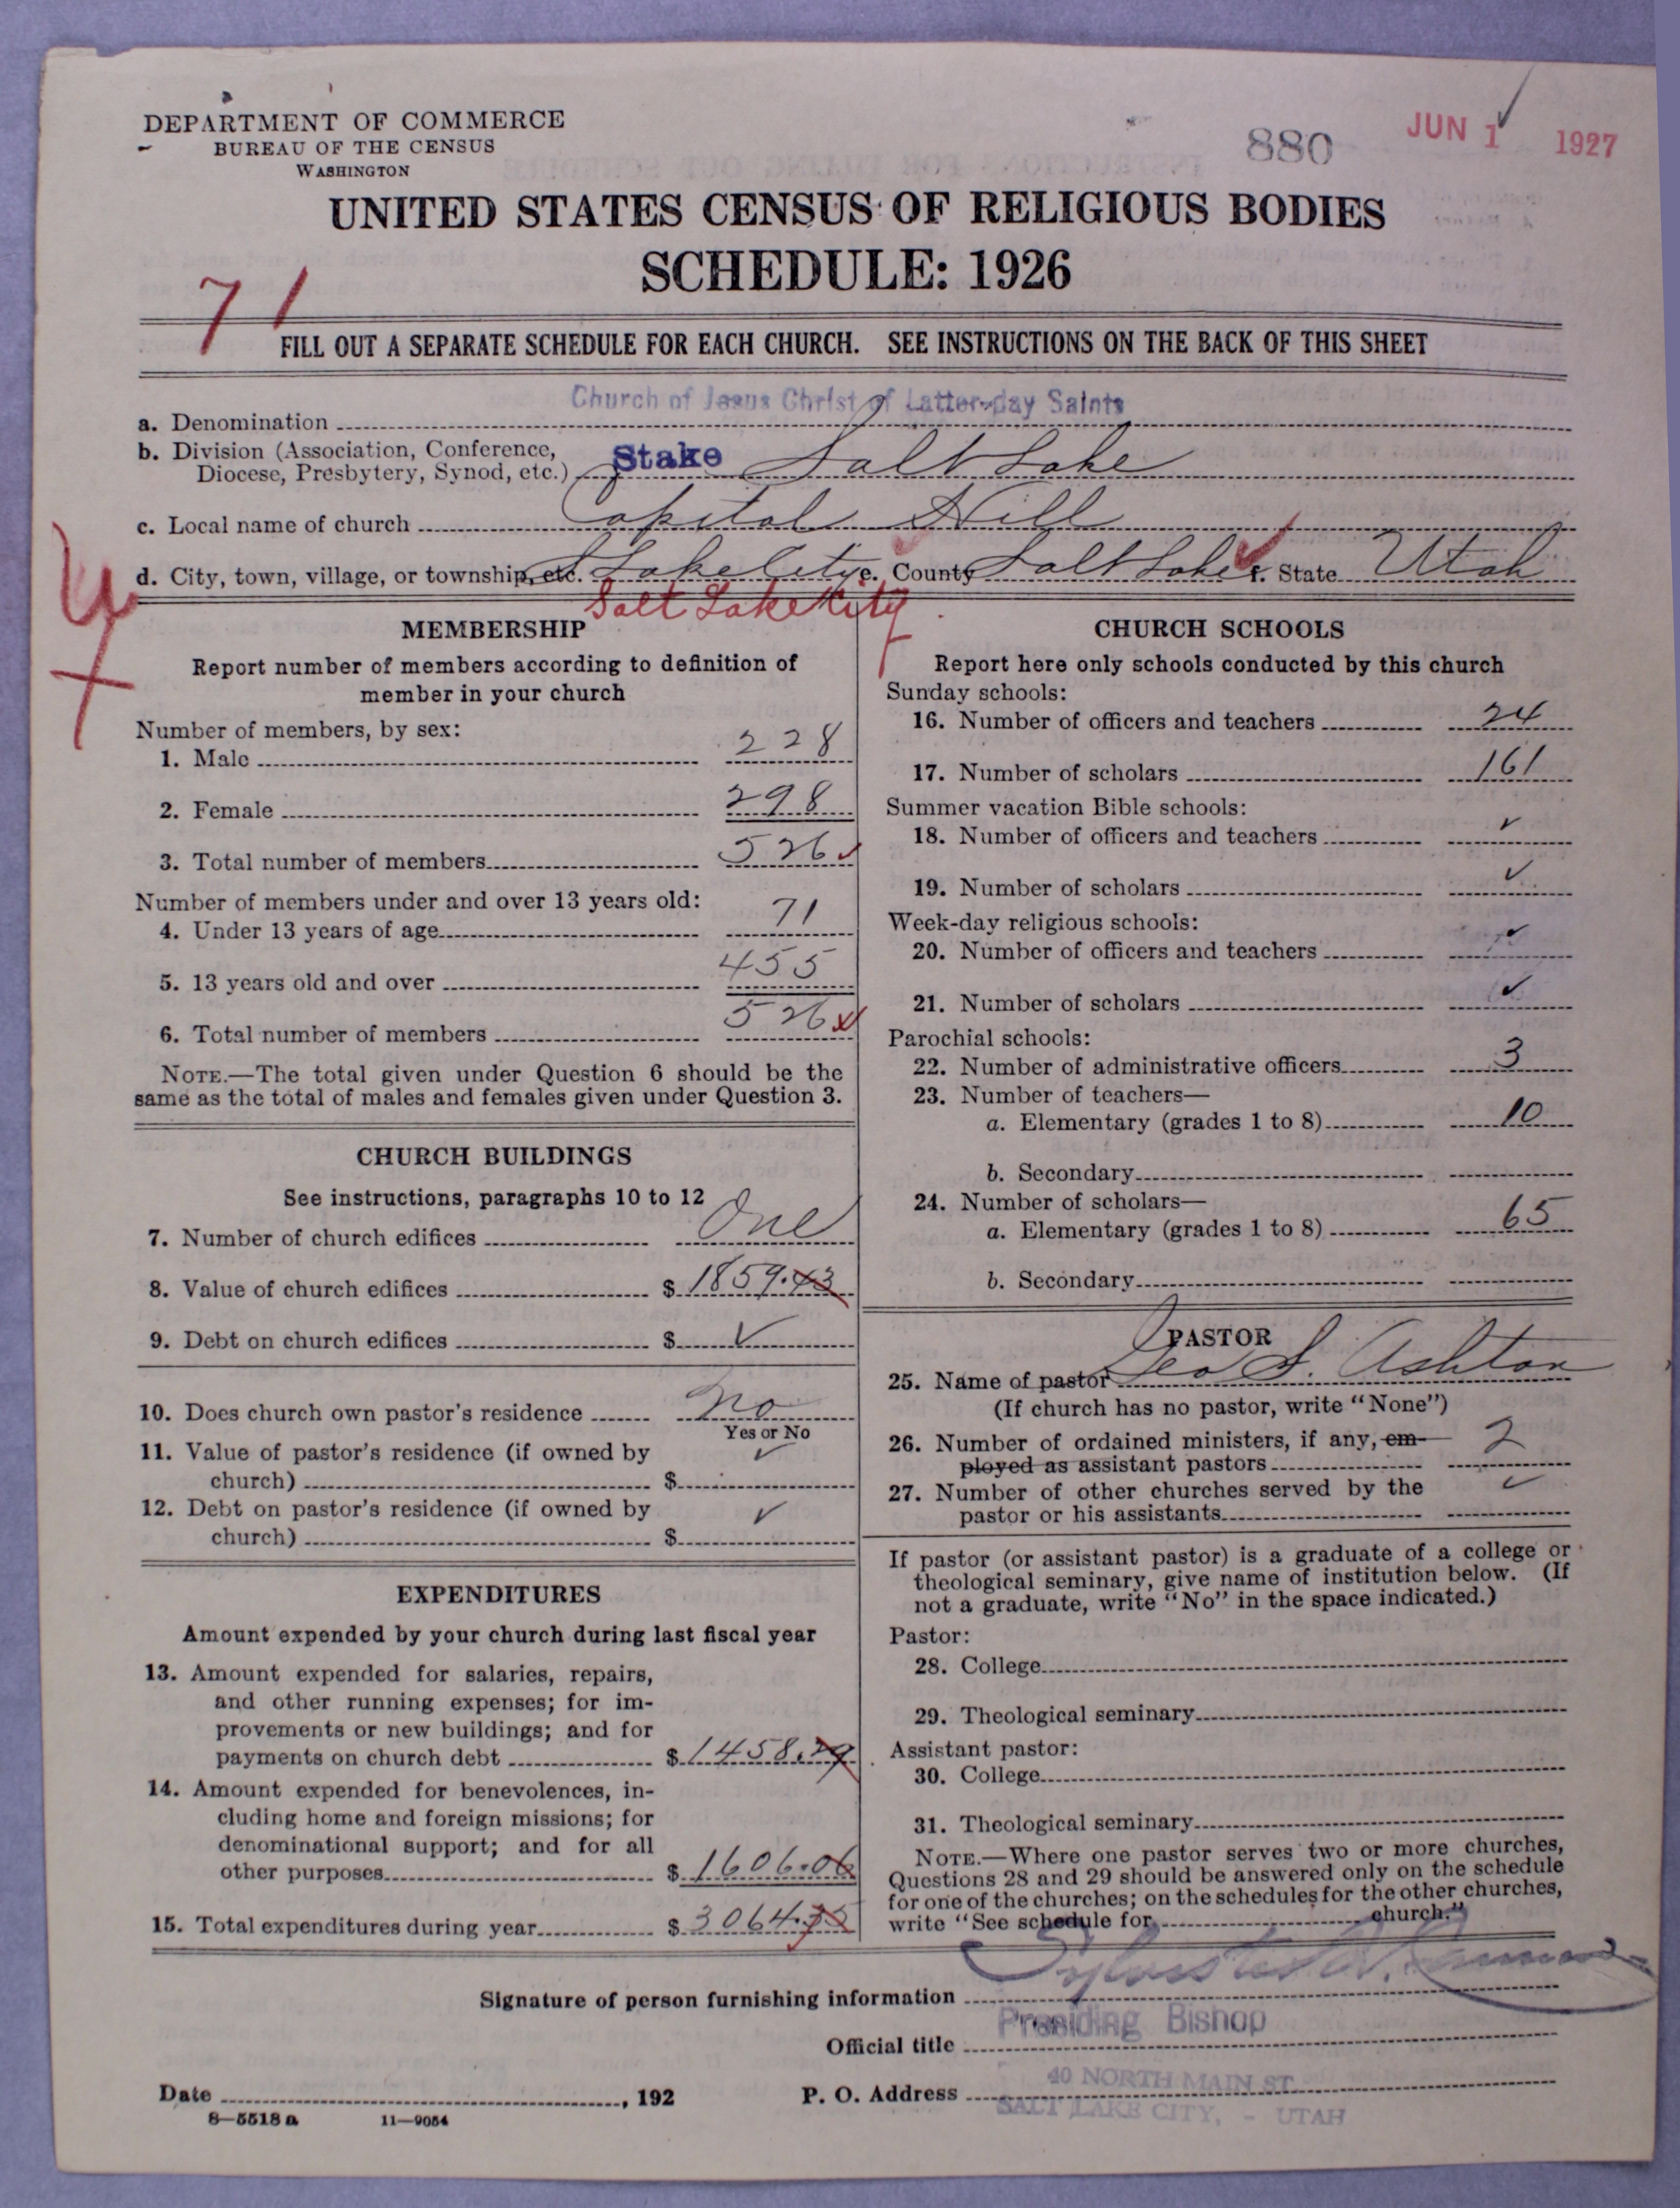 DEPARTMENT OF COMMERCE
BUREAU OF THE CENSUS
WASHINGTON
880
JUN 1 1927
UNITED STATES CENSUS OF RELIGIOUS BODIES
SCHEDULE: 1926
71
FILL OUT A SEPARATE SCHEDULE FOR EACH CHURCH. SEE INSTRUCTIONS ON THE BACK OF THIS SHEET
Church of Jesus Christ of Latter-day Saints
a. Denomination
b. Division (Association, Conference,
Diocese, Presbytery, Synod, etc.) Stake Salt Lake
c. Local name of church Capital Hill
d. City, town, village, or township, etc. S Lake City e. County Salt Lake f. State Utah
Salt Lake City
MEMBERSHIP
Report number of members according to definition of
member in your church
Number of members, by sex:
1. Male 228
2. Female 298
3. Total number of members 526
Number of members under and over 13 years old:
4. Under 13 years of age 71
5. 13 years old and over 455
6. Total number of members 526
NOTE.—The total given under Question 6 should be the
same as the total of males and females given under Question 3.
CHURCH BUILDINGS
See instructions, paragraphs 10 to 12
7. Number of church edifices One
8. Value of church edifices $ 1859.43
9. Debt on church edifices $ ✓
10. Does church own pastor's residence No
Yes or No
11. Value of pastor's residence (if owned by
church) $ ✓
12. Debt on pastor's residence (if owned by
church) $ ✓
EXPENDITURES
Amount expended by your church during last fiscal year
13. Amount expended for salaries, repairs,
and other running expenses; for im-
provements or new buildings; and for
payments on church debt $ 1458.29
14. Amount expended for benevolences, in-
cluding home and foreign missions; for
denominational support; and for all
other purposes $ 1606.06
15. Total expenditures during year $ 3064.35
CHURCH SCHOOLS
Report here only schools conducted by this church
Sunday schools:
16. Number of officers and teachers 24
17. Number of scholars 161
Summer vacation Bible schools:
18. Number of officers and teachers ✓
19. Number of scholars ✓
Week-day religious schools:
20. Number of officers and teachers ✓
21. Number of scholars ✓
Parochial schools:
22. Number of administrative officers 3
23. Number of teachers—
a. Elementary (grades 1 to 8) 10
b. Secondary
24. Number of scholars—
a. Elementary (grades 1 to 8) 65
b. Secondary
PASTOR
25. Name of pastor Geo S. Ashton
(If church has no pastor, write "None")
26. Number of ordained ministers, if any, em-
ployed as assistant pastors 2
27. Number of other churches served by the
pastor or his assistants ✓
If pastor (or assistant pastor) is a graduate of a college or
theological seminary, give name of institution below. (If
not a graduate, write "No" in the space indicated.)
Pastor:
28. College
29. Theological seminary
Assistant pastor:
30. College
31. Theological seminary
NOTE.—Where one pastor serves two or more churches,
Questions 28 and 29 should be answered only on the schedule
for one of the churches; on the schedules for the other churches,
write "See schedule for church."
Signature of person furnishing information Sylvester Q. Cannon
Official title Presiding Bishop
Date , 192 P. O. Address 40 NORTH MAIN ST.
SALT LAKE CITY, - UTAH
8—5518 a 11—9054